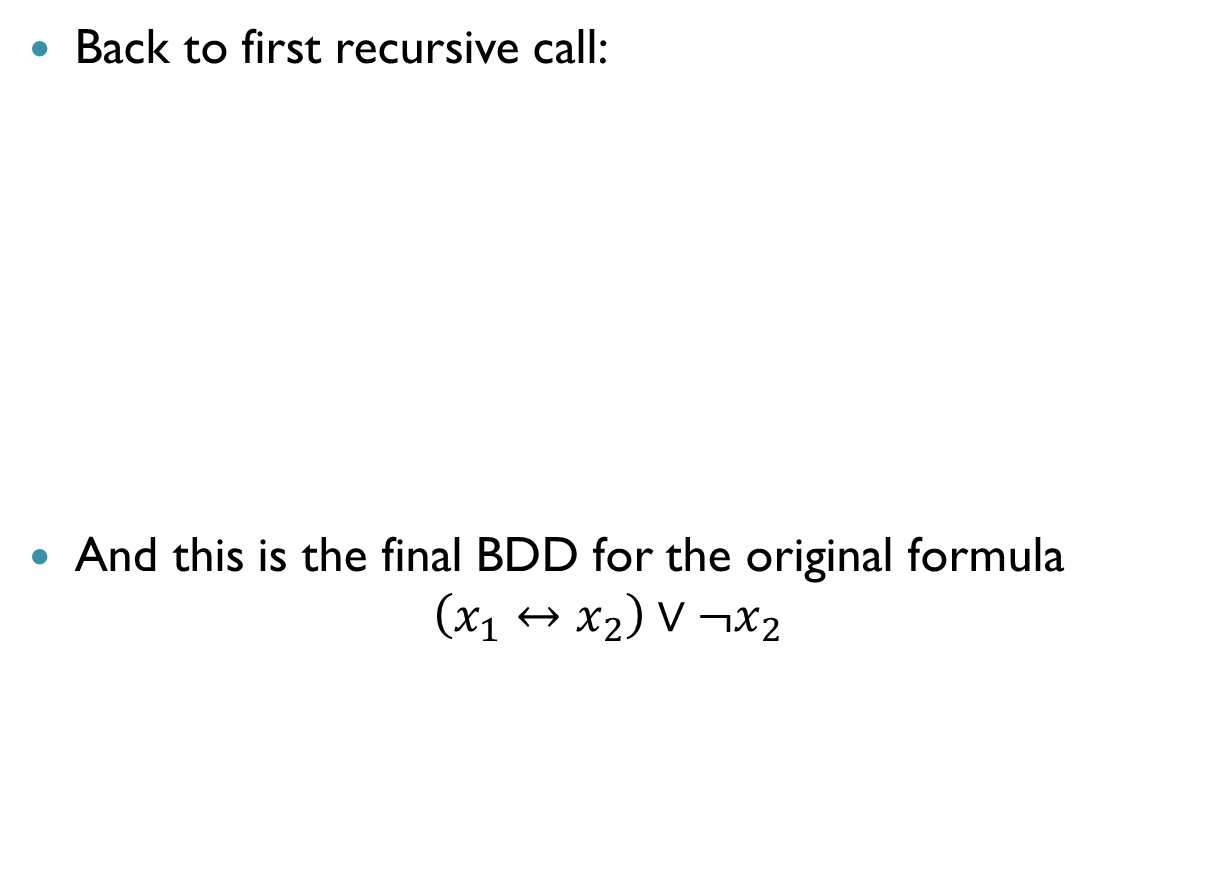 • Back to first recursive call:
• And this is the final BDD for the original formula
(x₁ ↔ x₂) ∨ ¬x₂